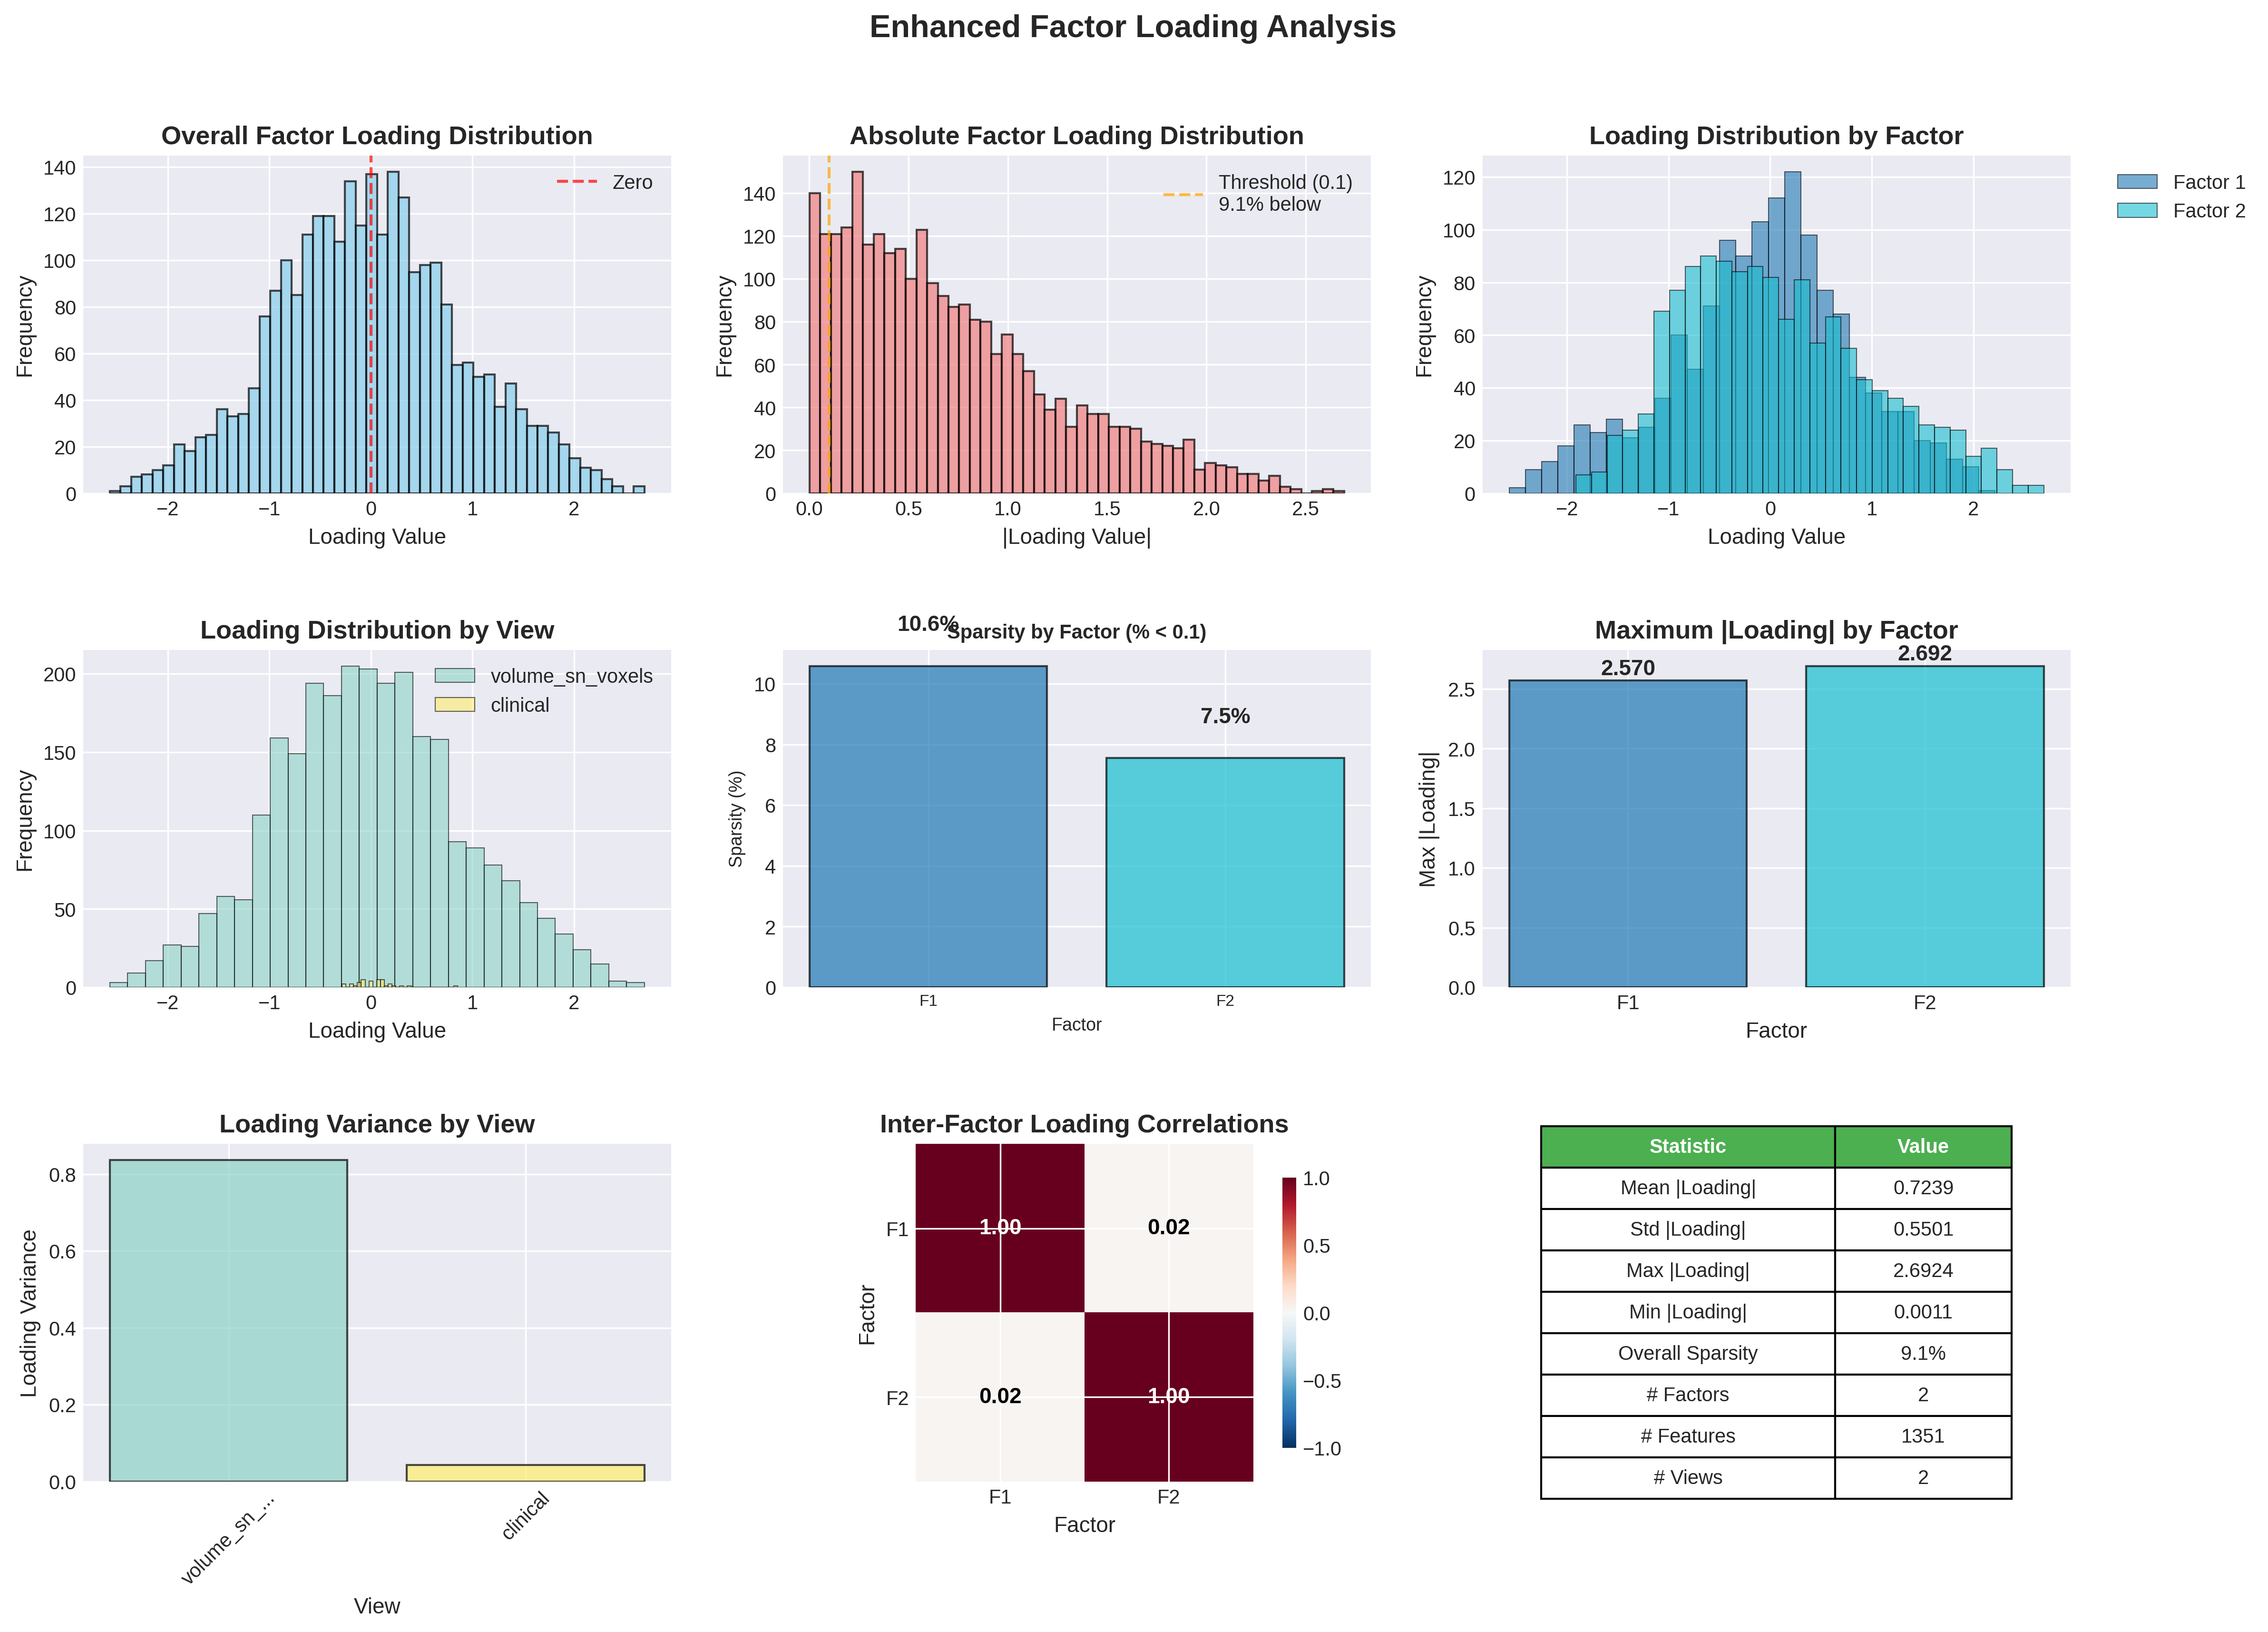 Enhanced Factor Loading Analysis
Overall Factor Loading Distribution
Frequency
140
120
100
80
60
40
20
0
−2
−1
0
1
2
Loading Value
Zero
Absolute Factor Loading Distribution
Frequency
140
120
100
80
60
40
20
0
0.0
0.5
1.0
1.5
2.0
2.5
|Loading Value|
Threshold (0.1)
9.1% below
Loading Distribution by Factor
Frequency
120
100
80
60
40
20
0
−2
−1
0
1
2
Loading Value
Factor 1
Factor 2
Loading Distribution by View
Frequency
200
150
100
50
0
−2
−1
0
1
2
Loading Value
volume_sn_voxels
clinical
Sparsity by Factor (% < 0.1)
10.6%
7.5%
Sparsity (%)
10
8
6
4
2
0
F1
F2
Factor
Maximum |Loading| by Factor
2.570
2.692
Max |Loading|
2.5
2.0
1.5
1.0
0.5
0.0
F1
F2
Factor
Loading Variance by View
Loading Variance
0.8
0.6
0.4
0.2
0.0
volume_sn_...
clinical
View
Inter-Factor Loading Correlations
Factor
F1
F2
1.00
0.02
0.02
1.00
F1
F2
Factor
1.0
0.5
0.0
−0.5
−1.0
Statistic Value
Mean |Loading| 0.7239
Std |Loading| 0.5501
Max |Loading| 2.6924
Min |Loading| 0.0011
Overall Sparsity 9.1%
# Factors 2
# Features 1351
# Views 2